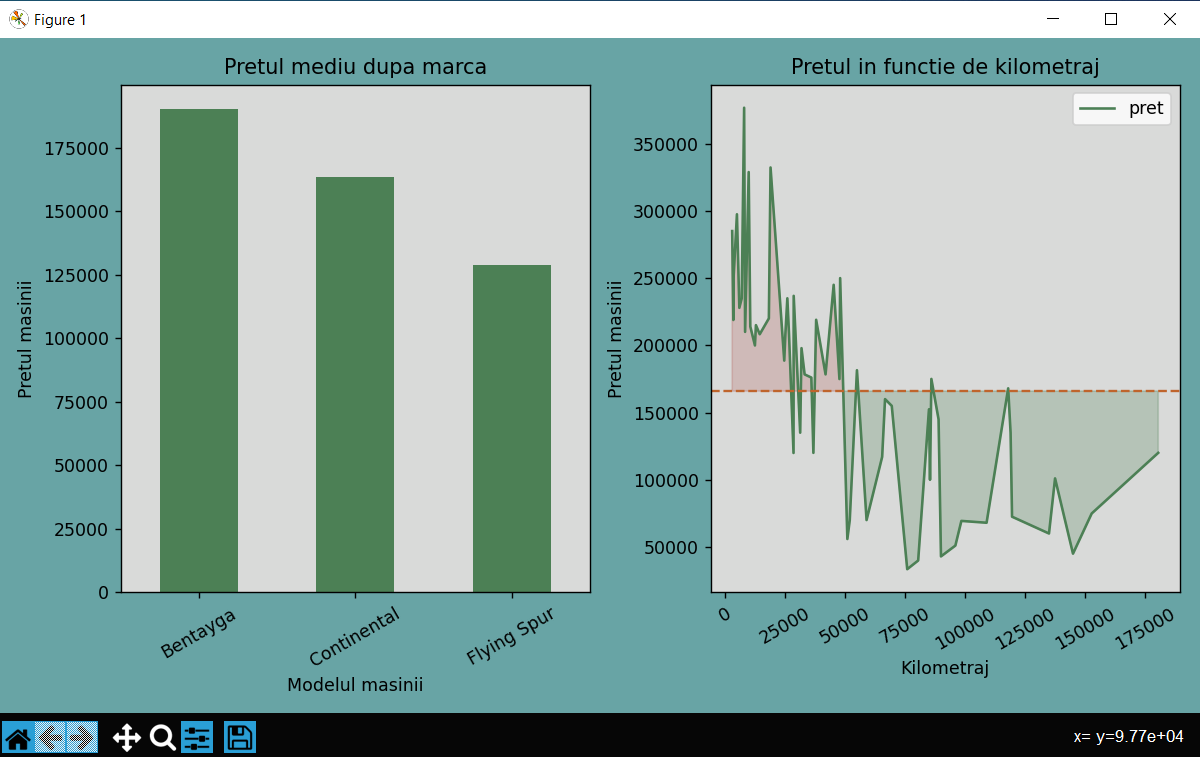 Figure 1
Pretul mediu dupa marca
Pretul masinii
175000
150000
125000
100000
75000
50000
25000
0
Bentayga
Continental
Flying Spur
Modelul masinii
Pretul in functie de kilometraj
pret
Pretul masinii
350000
300000
250000
200000
150000
100000
50000
0
25000
50000
75000
100000
125000
150000
175000
Kilometraj
x= y=9.77e+04